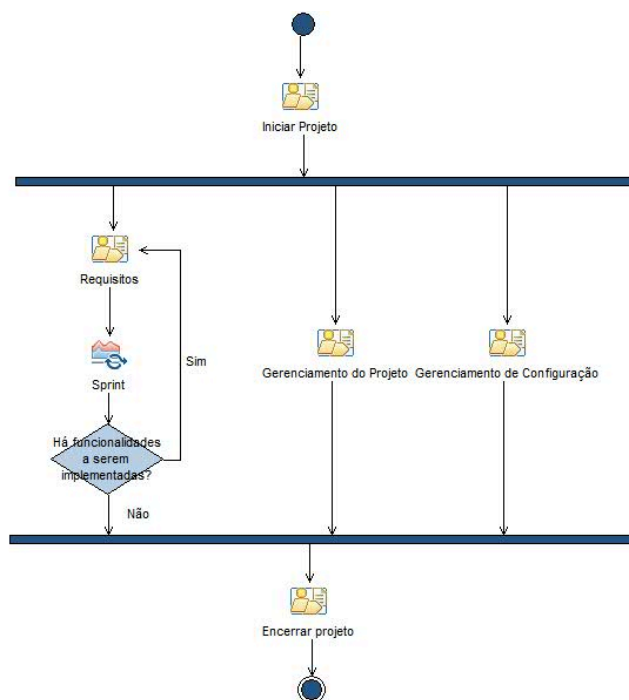 Iniciar Projeto
Requisitos
Sprint
Sim
Gerenciamento do Projeto
Gerenciamento de Configuração
Há funcionalidades
a serem
implementadas?
Não
Encerrar projeto